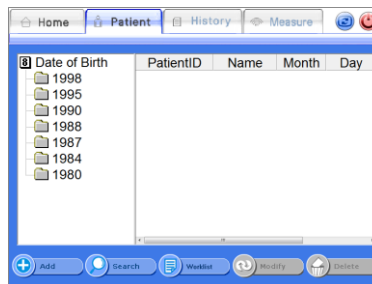 Home Patient History Measure
8 Date of Birth PatientID Name Month Day
1998
1995
1990
1988
1987
1984
1980
Add Search Worklist Modify Delete